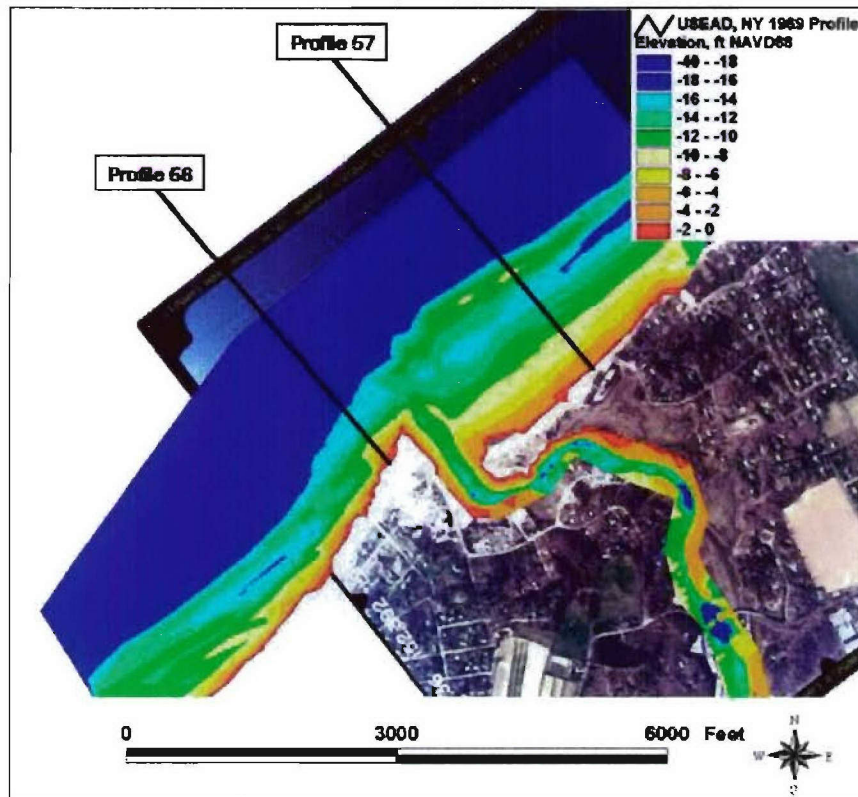 Profile 57
Profile 56
USEAD, NY 1989 Profile
Elevation, ft NAVD88
-40 - -18
-18 - -16
-16 - -14
-14 - -12
-12 - -10
-10 - -8
-8 - -6
-6 - -4
-4 - -2
-2 - 0
0
3000
6000 Feet
N
W
E
S